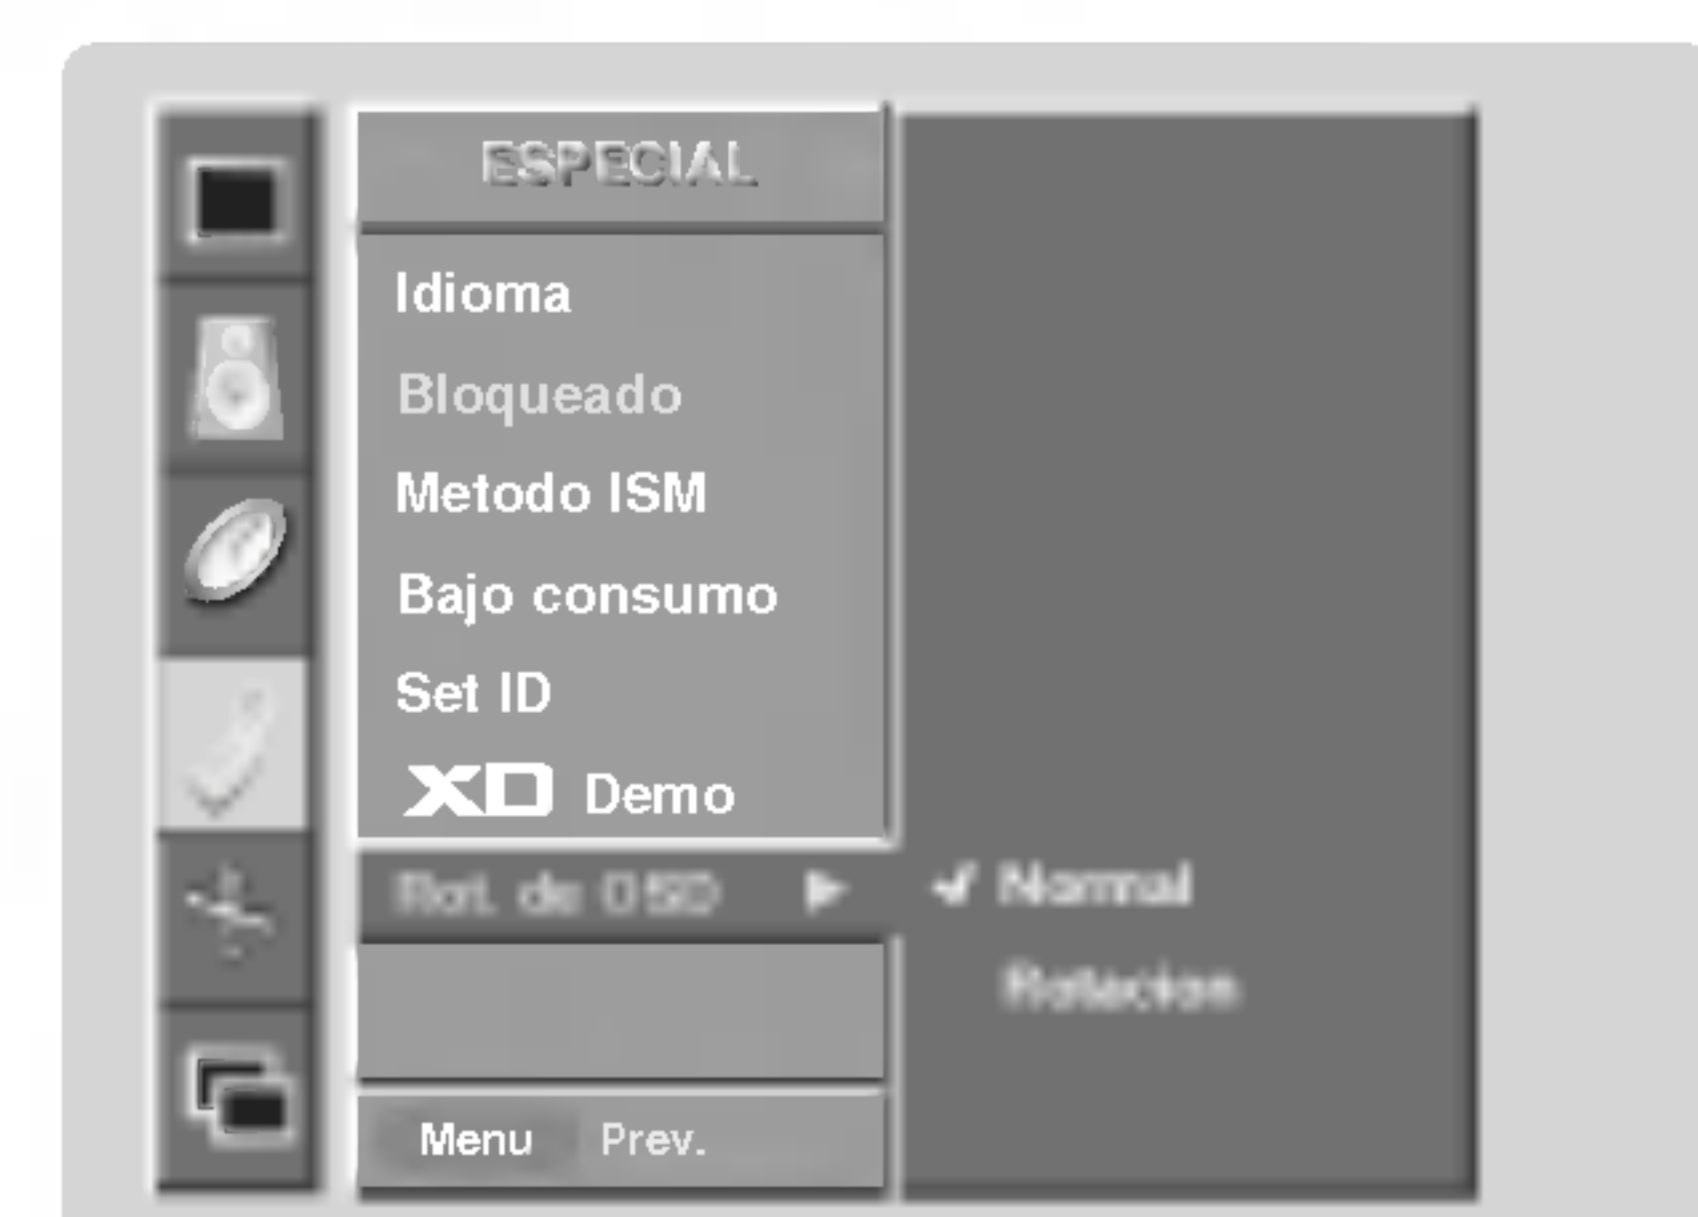 ESPECIAL
Idioma
Bloqueado
Metodo ISM
Bajo consumo
Set ID
XD Demo
Rot. de OSD ▶ ✔ Normal
Rotacion
Menu Prev.